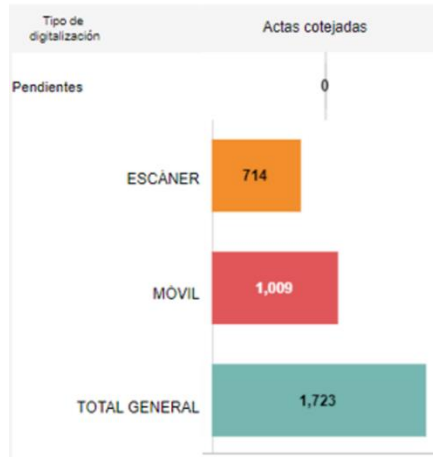 Tipo de
digitalización
Actas cotejadas
Pendientes
0
ESCÁNER
714
MÓVIL
1,009
TOTAL GENERAL
1,723